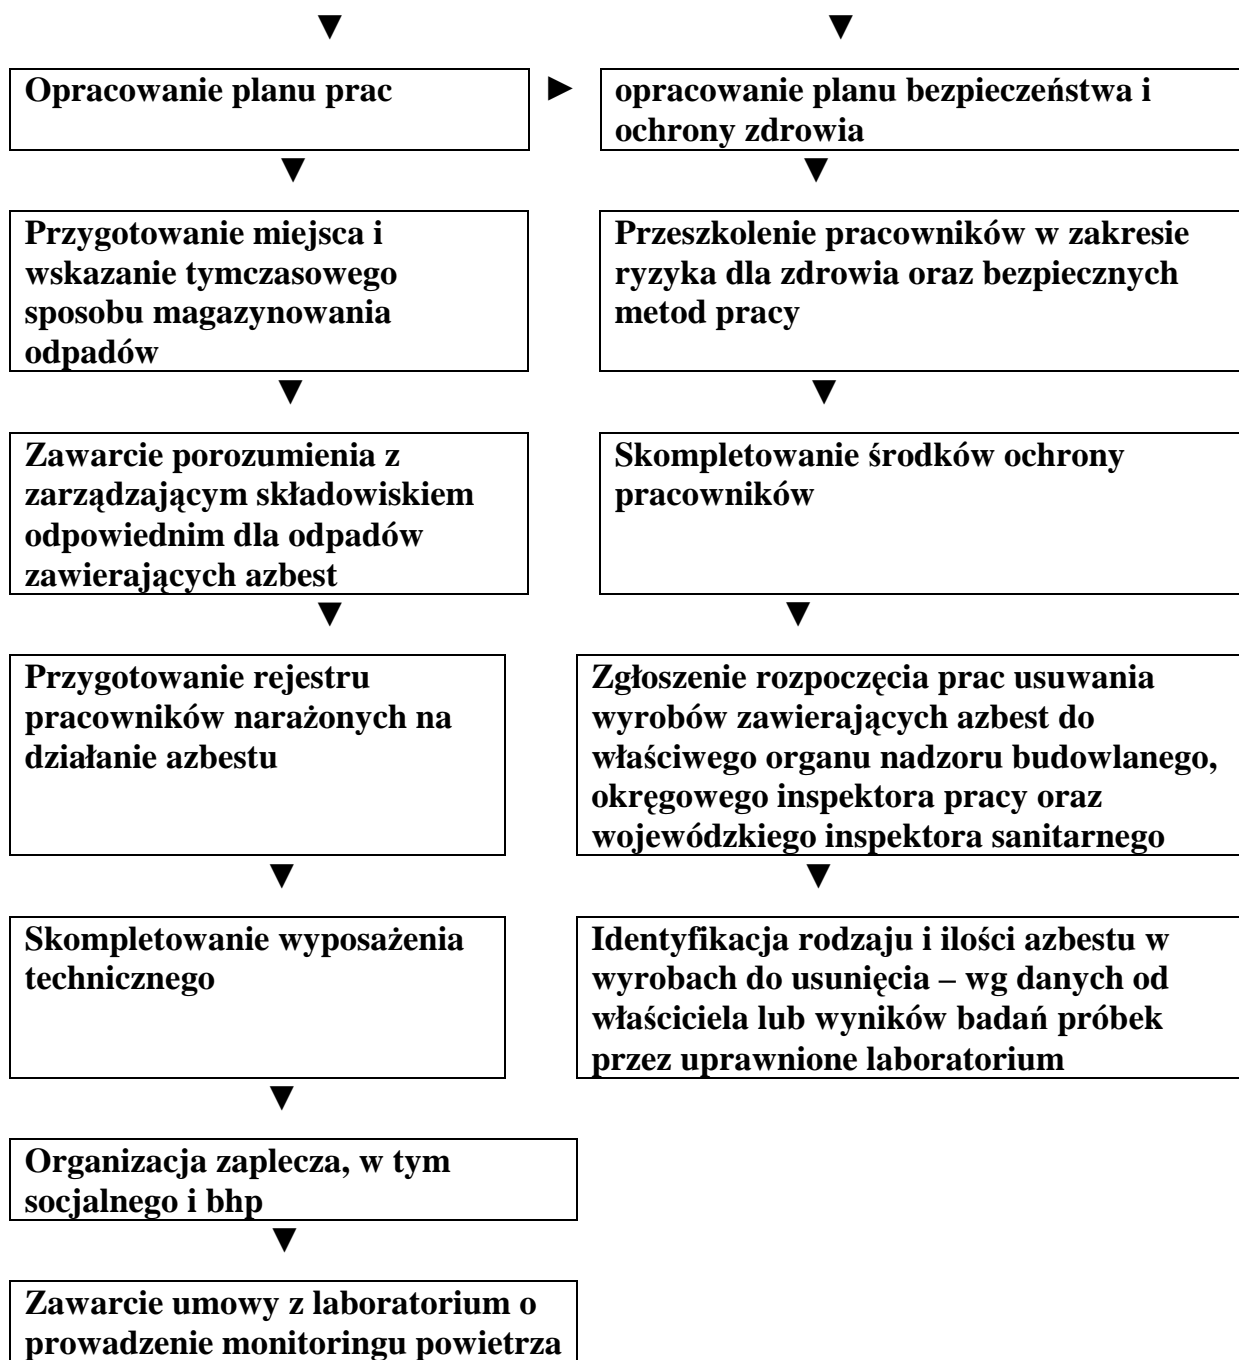 Opracowanie planu prac
opracowanie planu bezpieczeństwa i
ochrony zdrowia
Przygotowanie miejsca i
wskazanie tymczasowego
sposobu magazynowania
odpadów
Przeszkolenie pracowników w zakresie
ryzyka dla zdrowia oraz bezpiecznych
metod pracy
Zawarcie porozumienia z
zarządzającym składowiskiem
odpowiednim dla odpadów
zawierających azbest
Skompletowanie środków ochrony
pracowników
Przygotowanie rejestru
pracowników narażonych na
działanie azbestu
Zgłoszenie rozpoczęcia prac usuwania
wyrobów zawierających azbest do
właściwego organu nadzoru budowlanego,
okręgowego inspektora pracy oraz
wojewódzkiego inspektora sanitarnego
Skompletowanie wyposażenia
technicznego
Identyfikacja rodzaju i ilości azbestu w
wyrobach do usunięcia – wg danych od
właściciela lub wyników badań próbek
przez uprawnione laboratorium
Organizacja zaplecza, w tym
socjalnego i bhp
Zawarcie umowy z laboratorium o
prowadzenie monitoringu powietrza